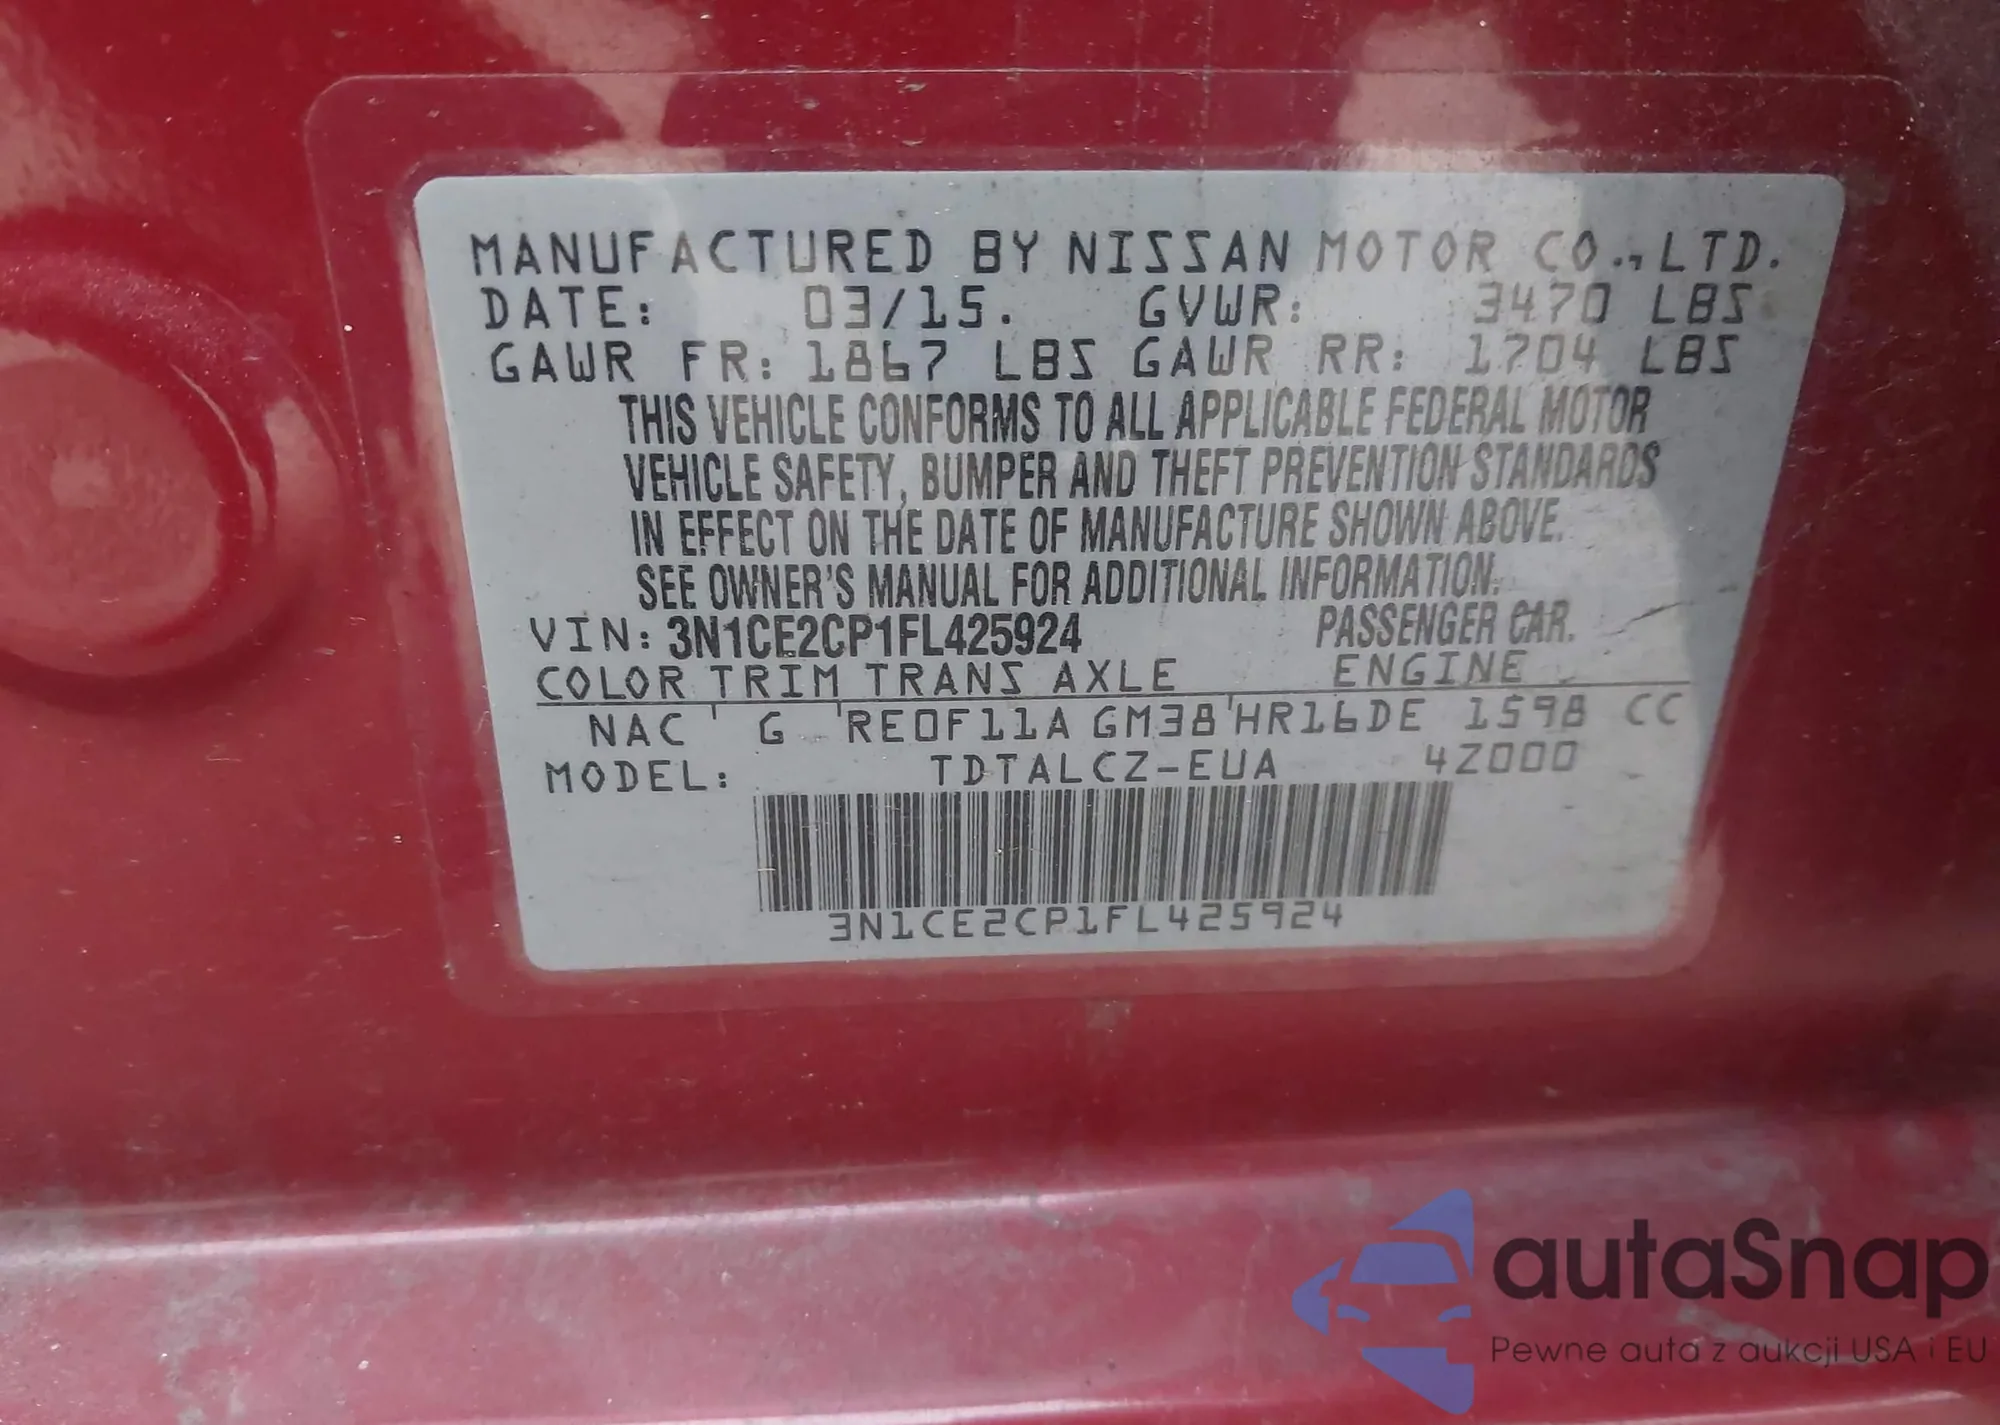 MANUFACTURED BY NISSAN MOTOR CO., LTD.
DATE: 03/15. GVWR: 3470 LBS
GAWR FR: 1867 LBS GAWR RR: 1704 LBS
THIS VEHICLE CONFORMS TO ALL APPLICABLE FEDERAL MOTOR
VEHICLE SAFETY, BUMPER AND THEFT PREVENTION STANDARDS
IN EFFECT ON THE DATE OF MANUFACTURE SHOWN ABOVE.
SEE OWNER'S MANUAL FOR ADDITIONAL INFORMATION.
VIN: 3N1CE2CP1FL425924 PASSENGER CAR.
COLOR TRIM TRANS AXLE ENGINE
NAC G RE0F11A GM38 HR16DE 1598 CC
MODEL: TDTALCZ-EUA 4Z000
3N1CE2CP1FL425924
autaSnap
Pewne auta z aukcji USA i EU